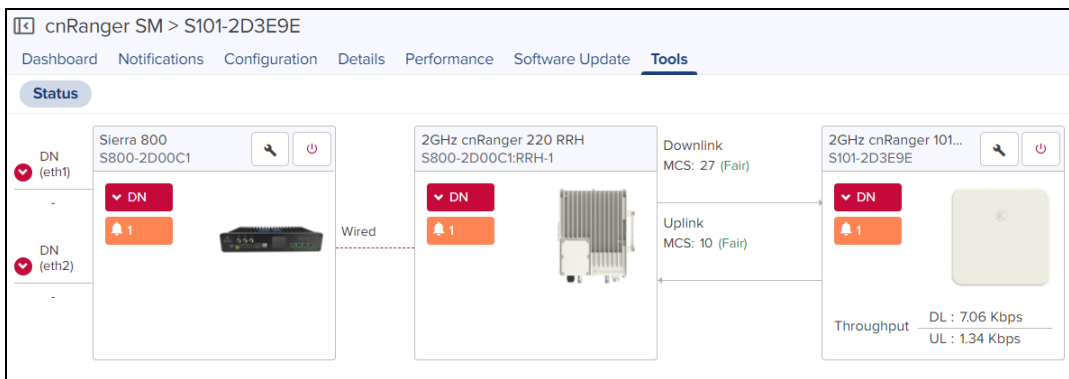 cnRanger SM > S101-2D3E9E
Dashboard Notifications Configuration Details Performance Software Update Tools
Status
DN
(eth1)
-
DN
(eth2)
-
Sierra 800
S800-2D00C1
DN
1
Wired
2GHz cnRanger 220 RRH
S800-2D00C1:RRH-1
DN
1
Downlink
MCS: 27 (Fair)
Uplink
MCS: 10 (Fair)
2GHz cnRanger 101...
S101-2D3E9E
DN
1
Throughput
DL : 7.06 Kbps
UL : 1.34 Kbps